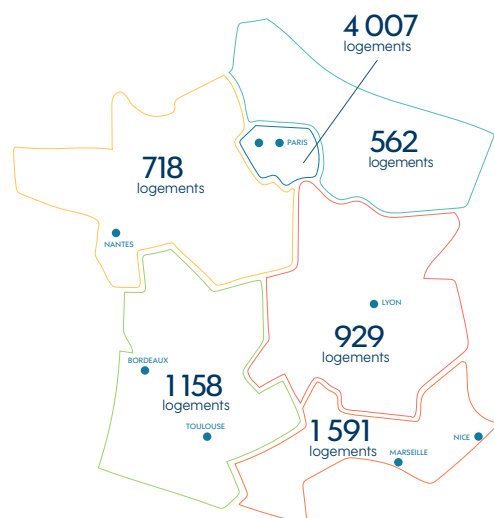 4 007
logements
PARIS
562
logements
718
logements
NANTES
LYON
929
logements
BORDEAUX
1 158
logements
TOULOUSE
1 591
logements
NICE
MARSEILLE